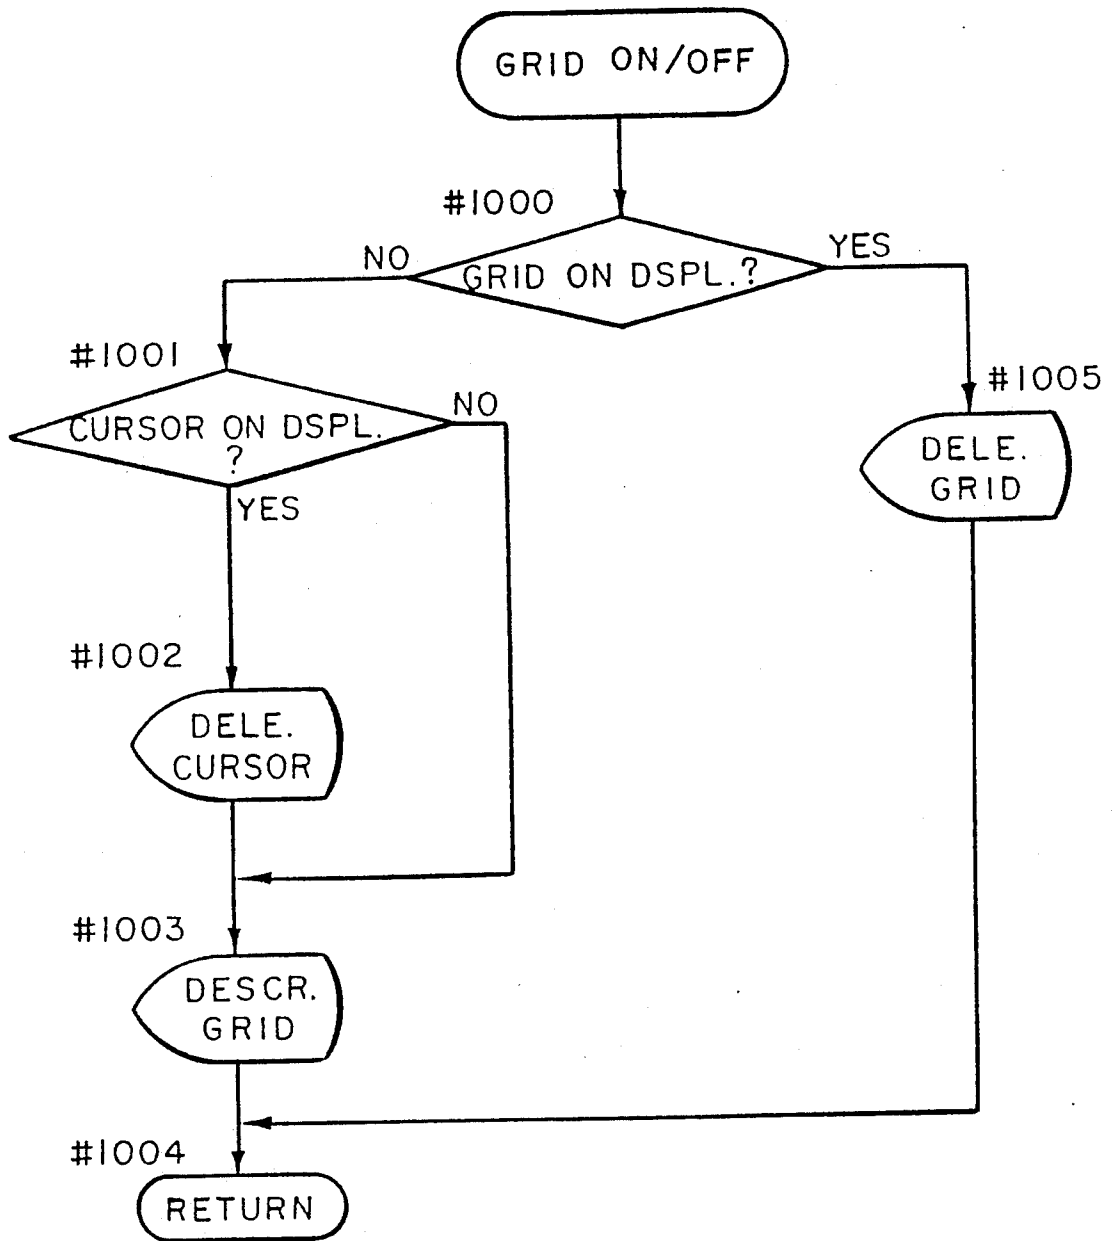 GRID ON/OFF
#1000
GRID ON DSPL.?
NO
YES
#1001
CURSOR ON DSPL.
?
NO
YES
#1005
DELE.
GRID
#1002
DELE.
CURSOR
#1003
DESCR.
GRID
#1004
RETURN